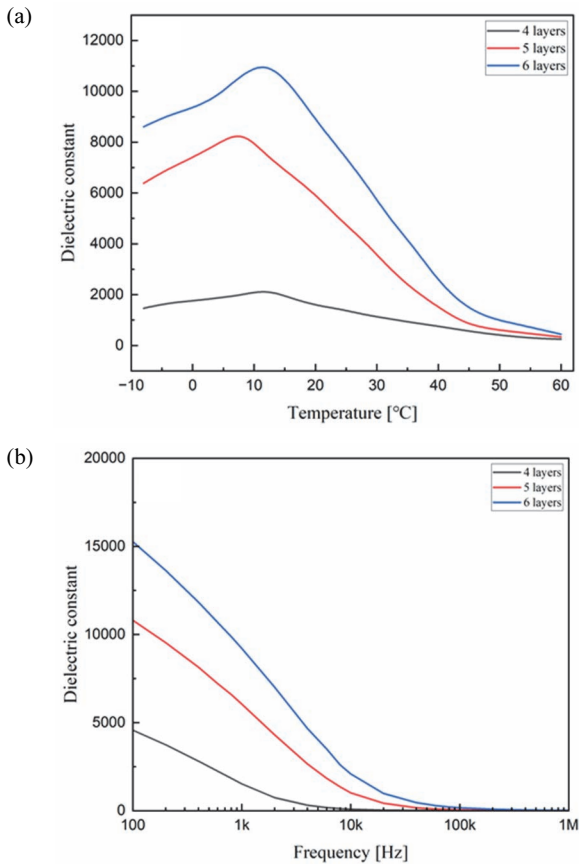 (a)
4 layers
5 layers
6 layers
12000
10000
8000
6000
4000
2000
0
Dielectric constant
−10 0 10 20 30 40 50 60
Temperature [℃]
(b)
4 layers
5 layers
6 layers
20000
15000
10000
5000
0
Dielectric constant
100 1k 10k 100k 1M
Frequency [Hz]